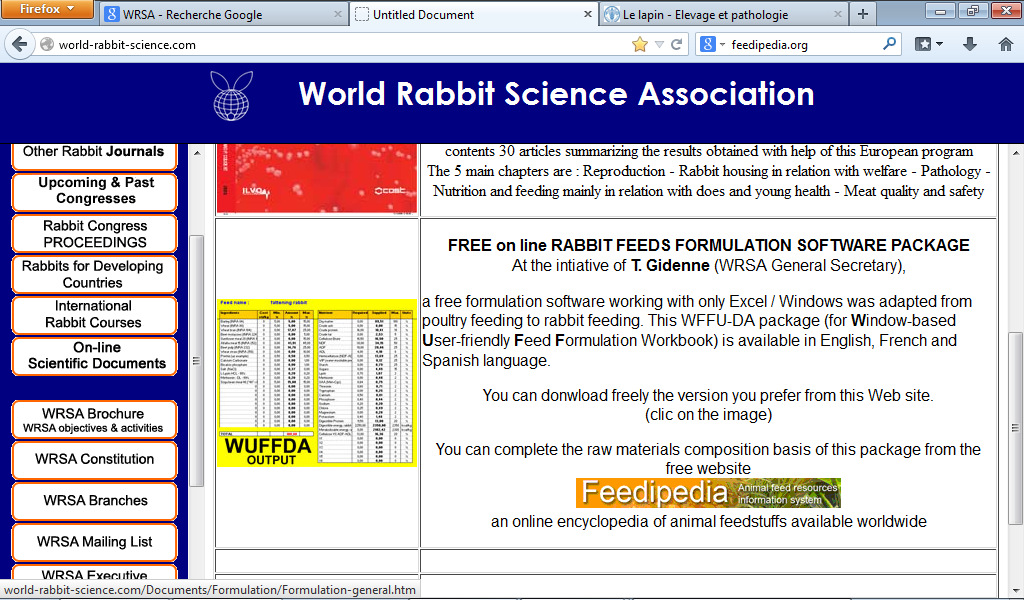 Firefox
WRSA - Recherche Google
Untitled Document
Le lapin - Elevage et pathologie
world-rabbit-science.com
feedipedia.org
World Rabbit Science Association
Other Rabbit Journals
Upcoming & Past
Congresses
Rabbit Congress
PROCEEDINGS
Rabbits for Developing
Countries
International
Rabbit Courses
On-line
Scientific Documents
WRSA Brochure
WRSA objectives & activities
WRSA Constitution
WRSA Branches
WRSA Mailing List
WRSA Executive
ILVO
cost
contents 30 articles summarizing the results obtained with help of this European program
The 5 main chapters are : Reproduction - Rabbit housing in relation with welfare - Pathology -
Nutrition and feeding mainly in relation with does and young health - Meat quality and safety
Feed name : fattening rabbit
WUFFDA
OUTPUT
FREE on line RABBIT FEEDS FORMULATION SOFTWARE PACKAGE
At the intiative of T. Gidenne (WRSA General Secretary),
a free formulation software working with only Excel / Windows was adapted from
poultry feeding to rabbit feeding. This WFFU-DA package (for Window-based
User-friendly Feed Formulation Workbook) is available in English, French and
Spanish language.
You can donwload freely the version you prefer from this Web site.
(clic on the image)
You can complete the raw materials composition basis of this package from the
free website
Feedipedia
Animal feed resources
information system
an online encyclopedia of animal feedstuffs available worldwide
world-rabbit-science.com/Documents/Formulation/Formulation-general.htm